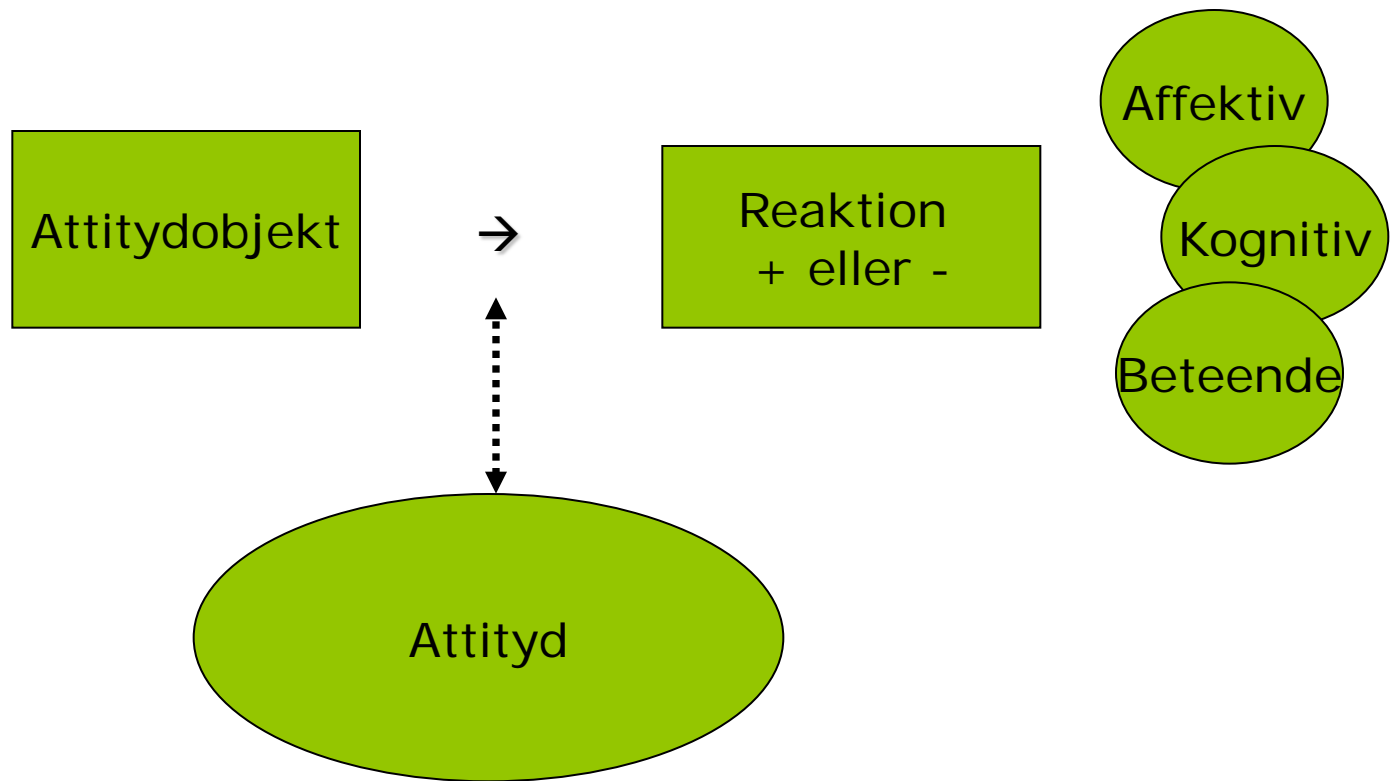 Attitydobjekt
→
Reaktion
+ eller -
Affektiv
Kognitiv
Beteende
Attityd